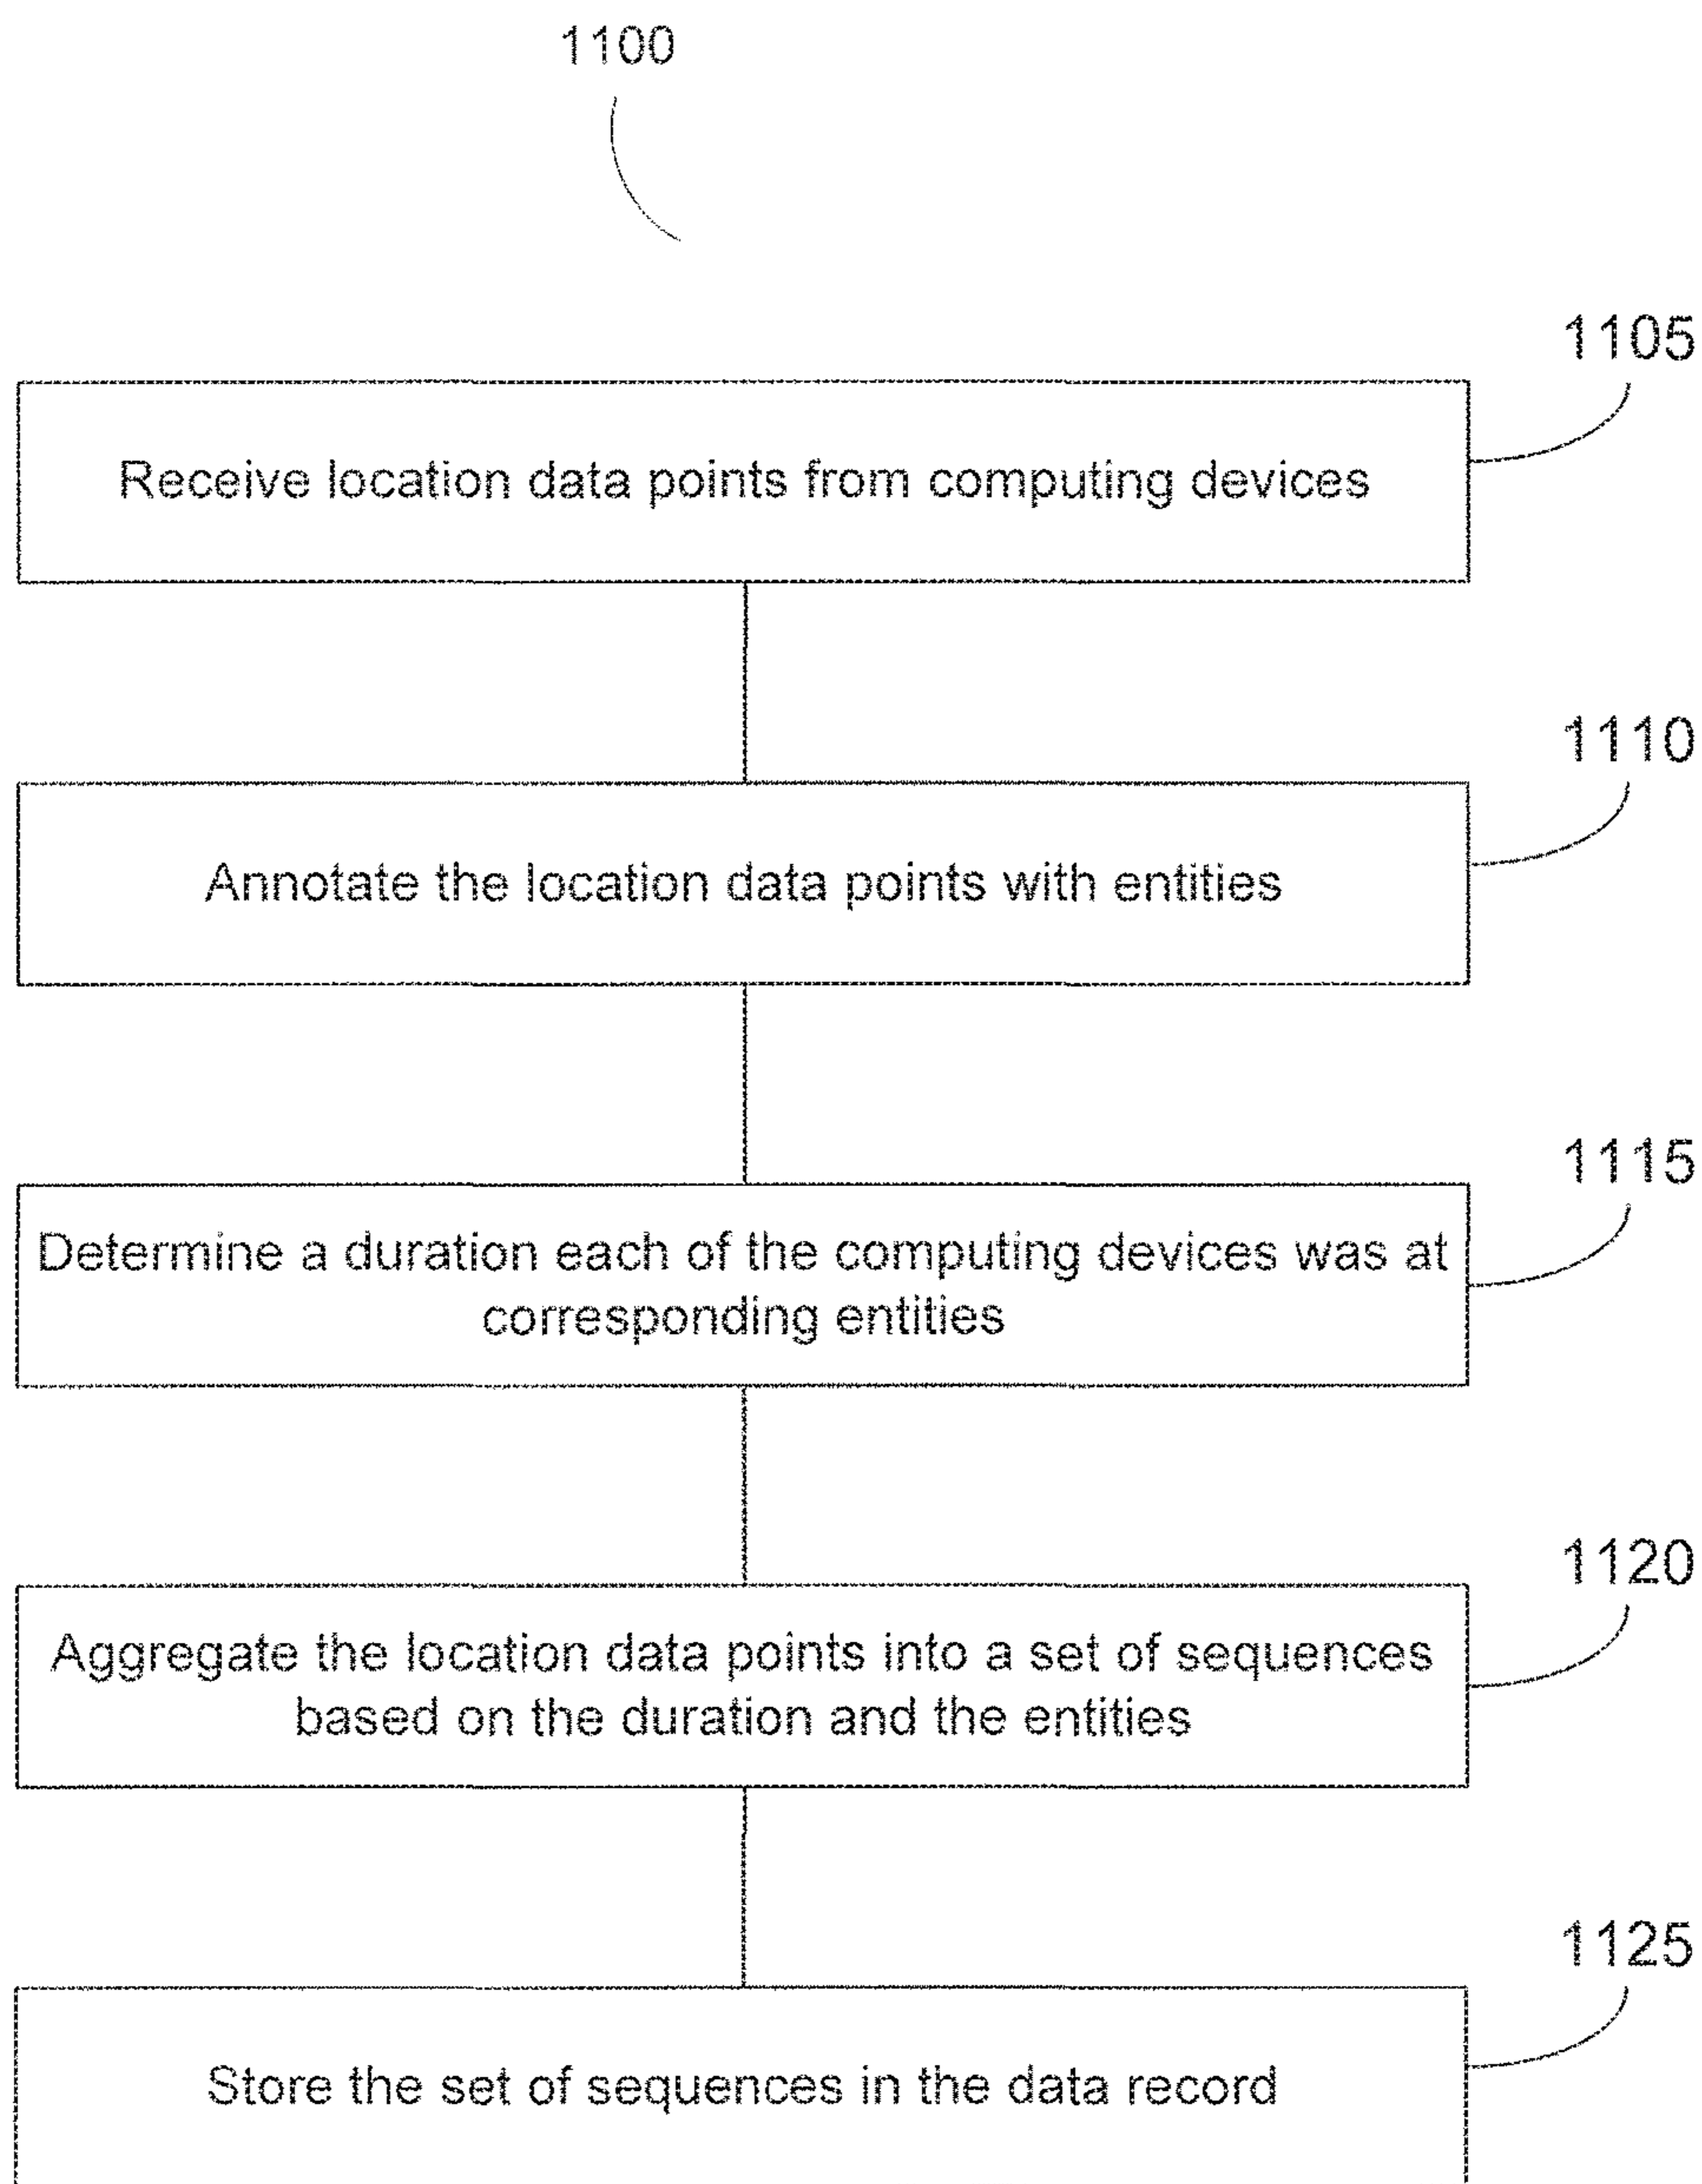 1100
1105
Receive location data points from computing devices
1110
Annotate the location data points with entities
1115
Determine a duration each of the computing devices was at
corresponding entities
1120
Aggregate the location data points into a set of sequences
based on the duration and the entities
1125
Store the set of sequences in the data record